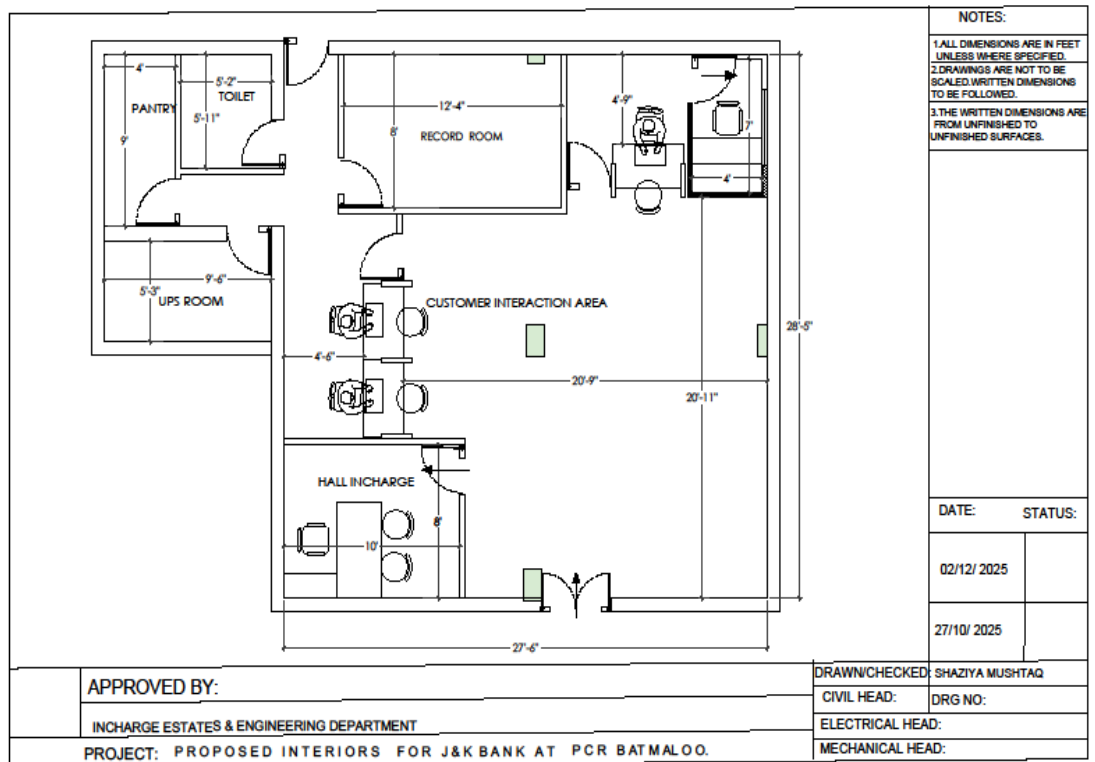 NOTES:
1.ALL DIMENSIONS ARE IN FEET
UNLESS WHERE SPECIFIED.
2.DRAWINGS ARE NOT TO BE
SCALED.WRITTEN DIMENSIONS
TO BE FOLLOWED.
3.THE WRITTEN DIMENSIONS ARE
FROM UNFINISHED TO
UNFINISHED SURFACES.
4'
5'-2"
TOILET
PANTRY
5'-11"
9'
12'-4"
8'
RECORD ROOM
4'-9"
7'
4'
9'-6"
5'-3"
UPS ROOM
CUSTOMER INTERACTION AREA
28'-5"
4'-6"
20'-9"
20'-11"
HALL INCHARGE
8'
10'
27'-6"
DATE:
STATUS:
02/12/ 2025
27/10/ 2025
APPROVED BY:
INCHARGE ESTATES & ENGINEERING DEPARTMENT
PROJECT: PROPOSED INTERIORS FOR J&K BANK AT PCR BATMALOO.
DRAWN/CHECKED: SHAZIYA MUSHTAQ
CIVIL HEAD:
DRG NO:
ELECTRICAL HEAD:
MECHANICAL HEAD: